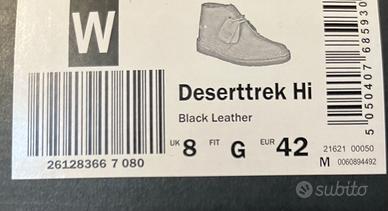 W
Deserttrek Hi
Black Leather
UK 8 FIT G EUR 42
26128366 7 080
5 050407 685930
21621 00050
M 0060894492
subito